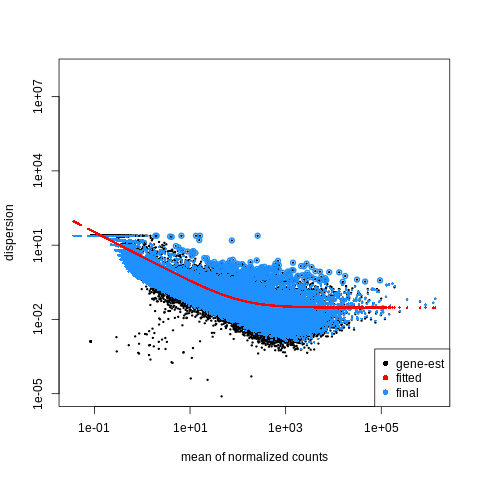 dispersion
1e+07
1e+04
1e+01
1e-02
1e-05
gene-est
fitted
final
1e-01 1e+01 1e+03 1e+05
mean of normalized counts